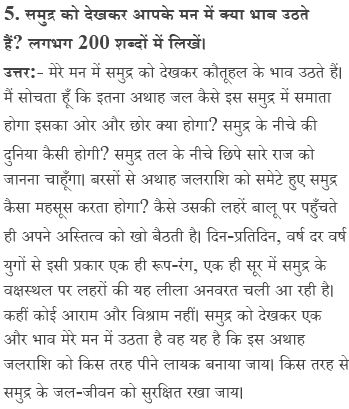 5. समुद्र को देखकर आपके मन में क्या भाव उठते
हैं? लगभग 200 शब्दों में लिखें।
उत्तर:- मेरे मन में समुद्र को देखकर कौतूहल के भाव उठते हैं।
मैं सोचता हूँ कि इतना अथाह जल कैसे इस समुद्र में समाता
होगा इसका ओर और छोर क्या होगा? समुद्र के नीचे की
दुनिया कैसी होगी? समुद्र तल के नीचे छिपे सारे राज को
जानना चाहूँगा। बरसों से अथाह जलराशि को समेटे हुए समुद्र
कैसा महसूस करता होगा? कैसे उसकी लहरें बालू पर पहुँचते
ही अपने अस्तित्व को खो बैठती है। दिन-प्रतिदिन, वर्ष दर वर्ष
युगों से इसी प्रकार एक ही रूप-रंग, एक ही सूर में समुद्र के
वक्षस्थल पर लहरों की यह लीला अनवरत चली आ रही है।
कहीं कोई आराम और विश्राम नहीं। समुद्र को देखकर एक
और भाव मेरे मन में उठता है वह यह है कि इस अथाह
जलराशि को किस तरह पीने लायक बनाया जाय। किस तरह से
समुद्र के जल-जीवन को सुरक्षित रखा जाय।